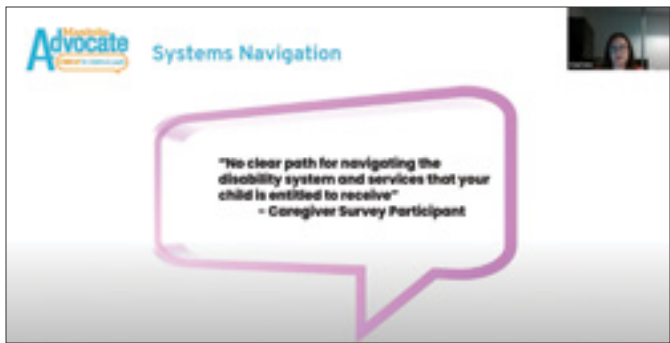 Manitoba
Advocate
Systems Navigation
"No clear path for navigating the
disability system and services that your
child is entitled to receive"
- Caregiver Survey Participant